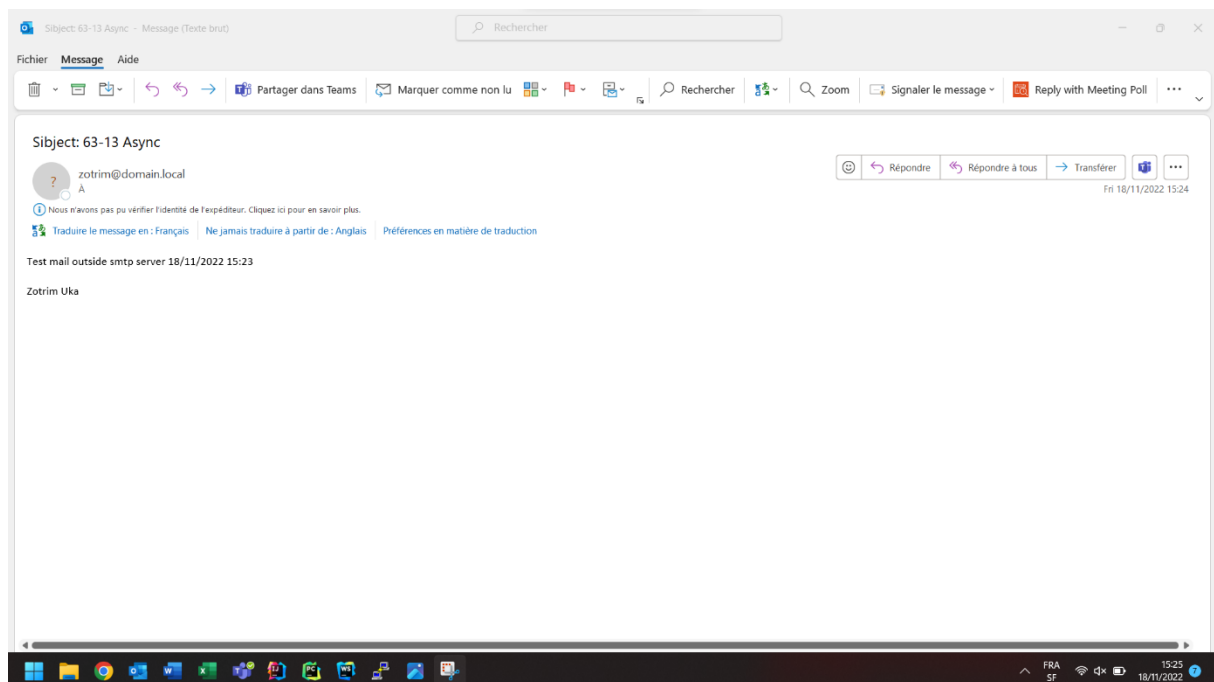 Sibject: 63-13 Async - Message (Texte brut)
Rechercher
Fichier Message Aide
Partager dans Teams Marquer comme non lu Rechercher Zoom Signaler le message Reply with Meeting Poll
Sibject: 63-13 Async
? zotrim@domain.local
À
Répondre Répondre à tous Transférer
Fri 18/11/2022 15:24
Nous n'avons pas pu vérifier l'identité de l'expéditeur. Cliquez ici pour en savoir plus.
Traduire le message en : Français Ne jamais traduire à partir de : Anglais Préférences en matière de traduction
Test mail outside smtp server 18/11/2022 15:23
Zotrim Uka
FRA 15:25
SF 18/11/2022 7